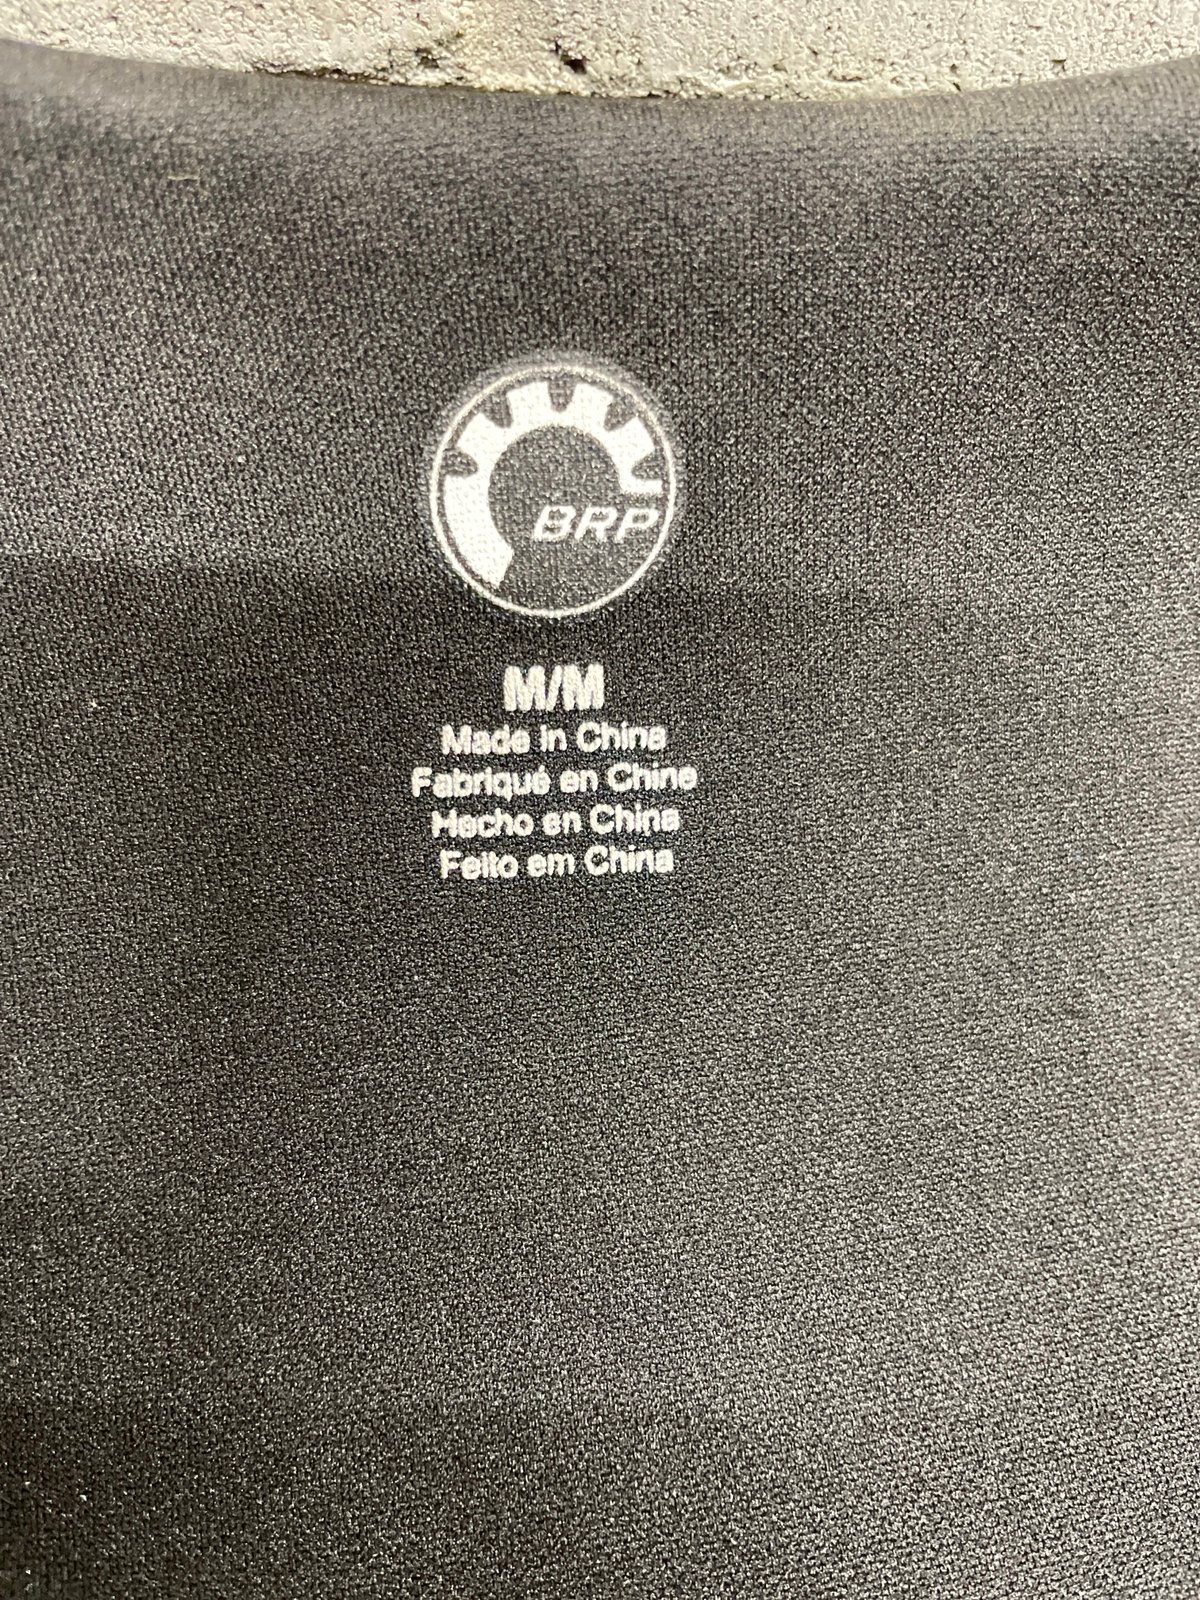 BRP
M/M
Made in China
Fabriqué en Chine
Hecho en China
Feito em China